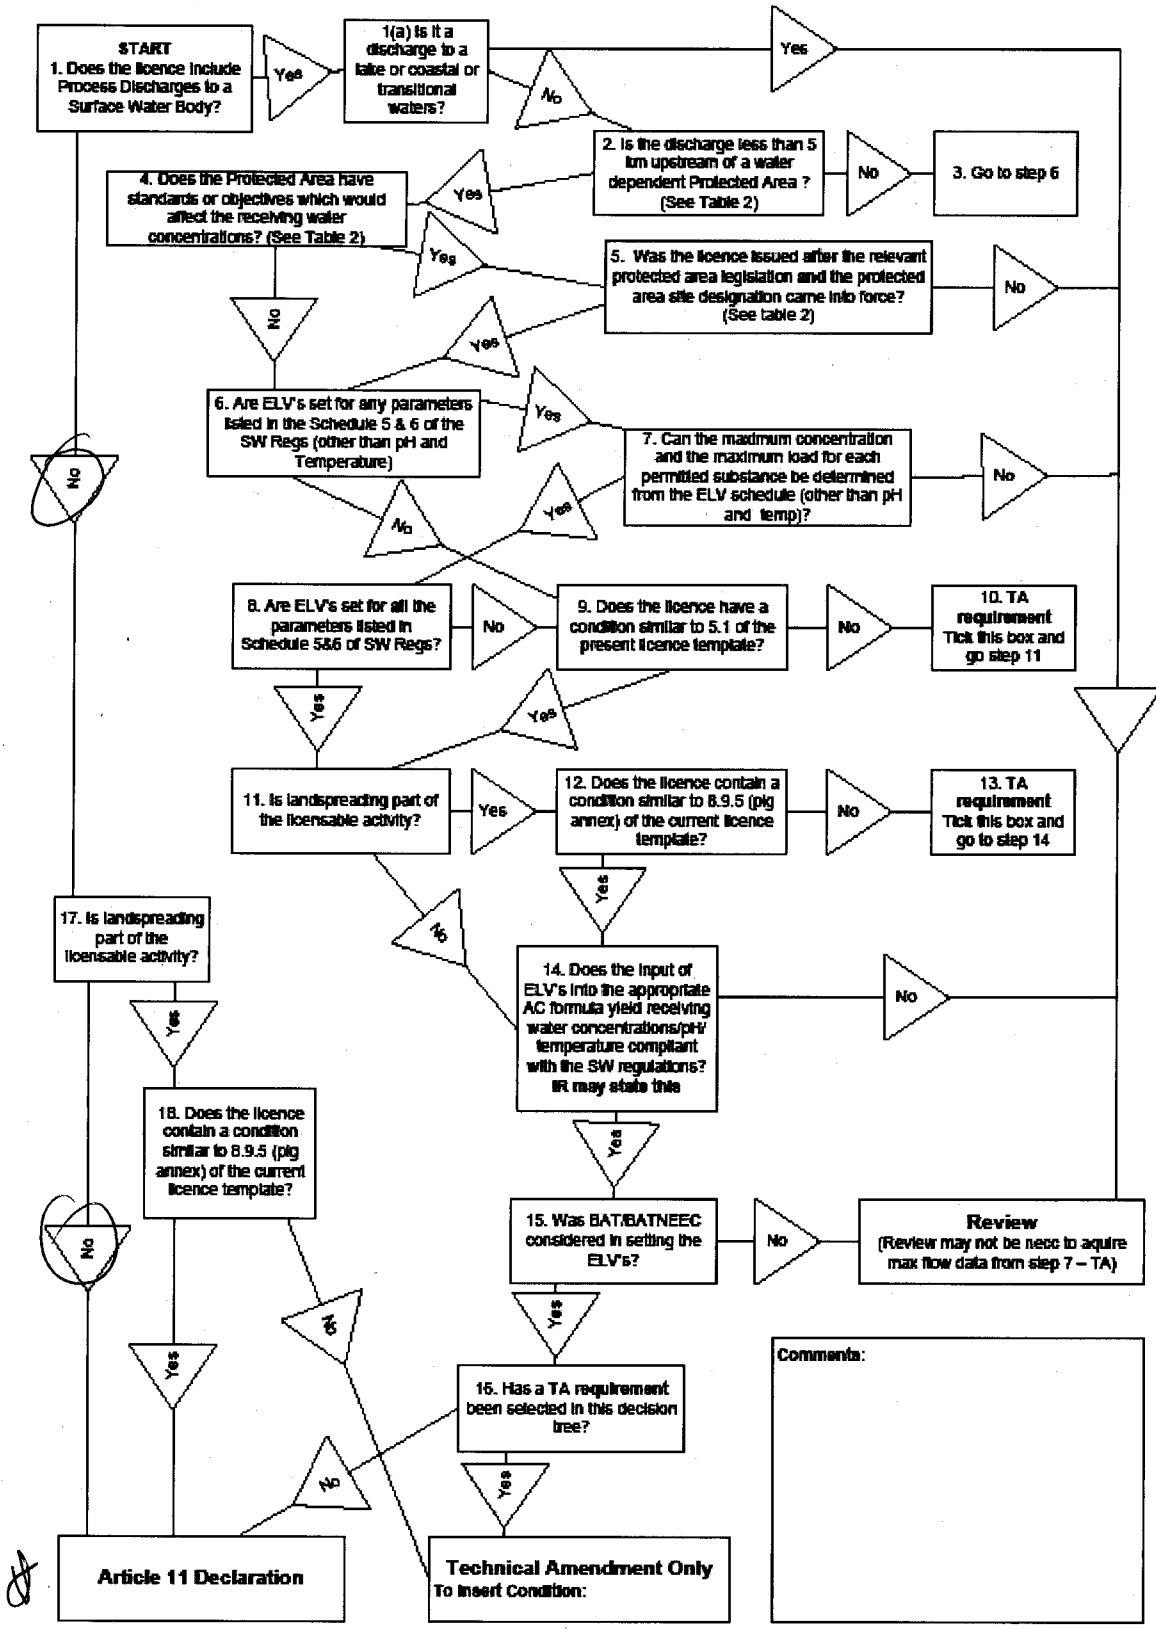 START
1. Does the licence include
Process Discharges to a
Surface Water Body?
Yes
1(a) Is it a
discharge to a
lake or coastal or
transitional
waters?
Yes
No
2. Is the discharge less than 5
km upstream of a water
dependent Protected Area ?
(See Table 2)
No
3. Go to step 6
Yes
4. Does the Protected Area have
standards or objectives which would
affect the receiving water
concentrations? (See Table 2)
Yes
5. Was the licence issued after the relevant
protected area legislation and the protected
area site designation came into force?
(See table 2)
No
No
Yes
6. Are ELV's set for any parameters
listed in the Schedule 5 & 6 of the
SW Regs (other than pH and
Temperature)
Yes
7. Can the maximum concentration
and the maximum load for each
permitted substance be determined
from the ELV schedule (other than pH
and temp)?
No
No
Yes
No
8. Are ELV's set for all the
parameters listed in
Schedule 5&6 of SW Regs?
No
9. Does the licence have a
condition similar to 5.1 of the
present licence template?
No
10. TA
requirement
Tick this box and
go step 11
Yes
Yes
11. Is landspreading part of
the licensable activity?
Yes
12. Does the licence contain a
condition similar to 8.9.5 (pig
annex) of the current licence
template?
No
13. TA
requirement
Tick this box and
go to step 14
Yes
No
17. Is landspreading
part of the
licensable activity?
Yes
14. Does the input of
ELV's into the appropriate
AC formula yield receiving
water concentrations/pH/
temperature compliant
with the SW regulations?
IR may state this
No
Yes
18. Does the licence
contain a condition
similar to 8.9.5 (pig
annex) of the current
licence template?
No
15. Was BAT/BATNEEC
considered in setting the
ELV's?
No
Review
(Review may not be necc to aquire
max flow data from step 7 – TA)
Yes
No
Yes
16. Has a TA requirement
been selected in this decision
tree?
No
Yes
Comments:
Article 11 Declaration
Technical Amendment Only
To Insert Condition: